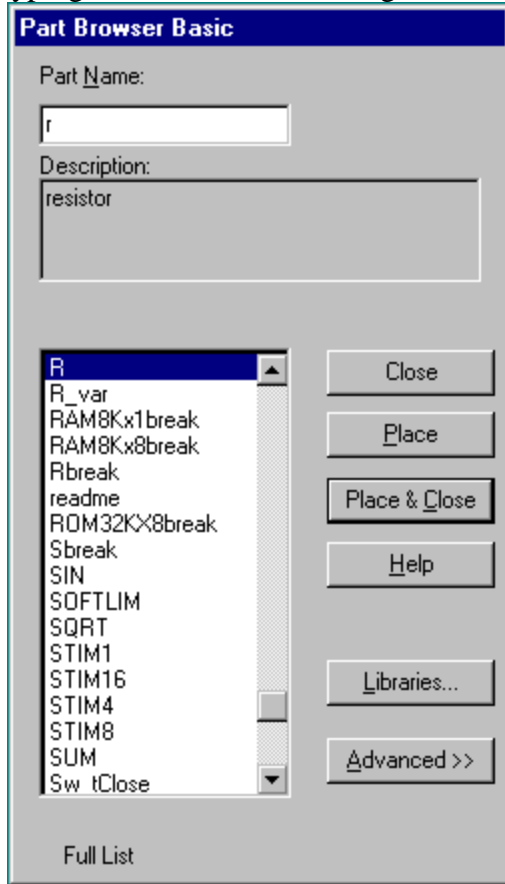 Part Browser Basic
Part Name:
r
Description:
resistor
R
R_var
RAM8Kx1break
RAM8Kx8break
Rbreak
readme
ROM32KX8break
Sbreak
SIN
SOFTLIM
SQRT
STIM1
STIM16
STIM4
STIM8
SUM
Sw_tClose
Close
Place
Place & Close
Help
Libraries...
Advanced >>
Full List